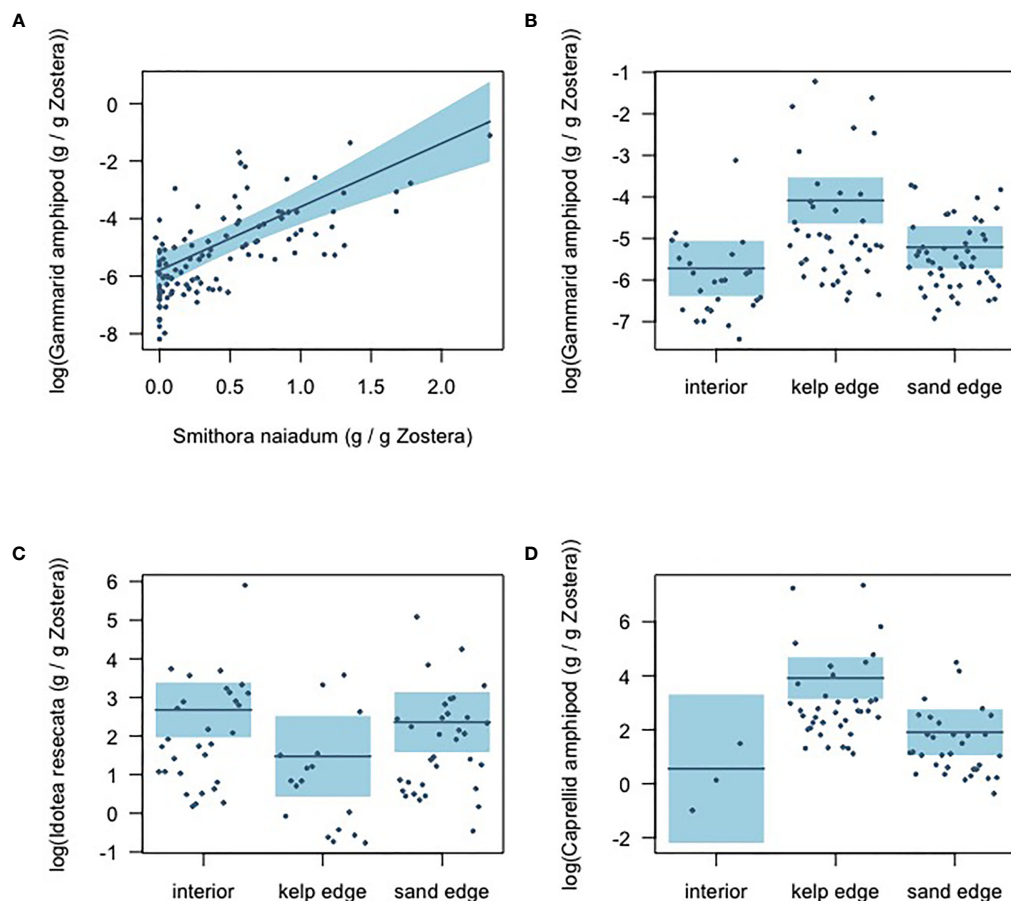 A
log(Gammarid amphipod (g / g Zostera))
0
-2
-4
-6
-8
0.0 0.5 1.0 1.5 2.0
Smithora naiadum (g / g Zostera)
B
log(Gammarid amphipod (g / g Zostera))
-1
-2
-3
-4
-5
-6
-7
interior kelp edge sand edge
C
log(Idotea resecata (g / g Zostera))
6
5
4
3
2
1
0
-1
interior kelp edge sand edge
D
log(Caprellid amphipod (g / g Zostera))
6
4
2
0
-2
interior kelp edge sand edge